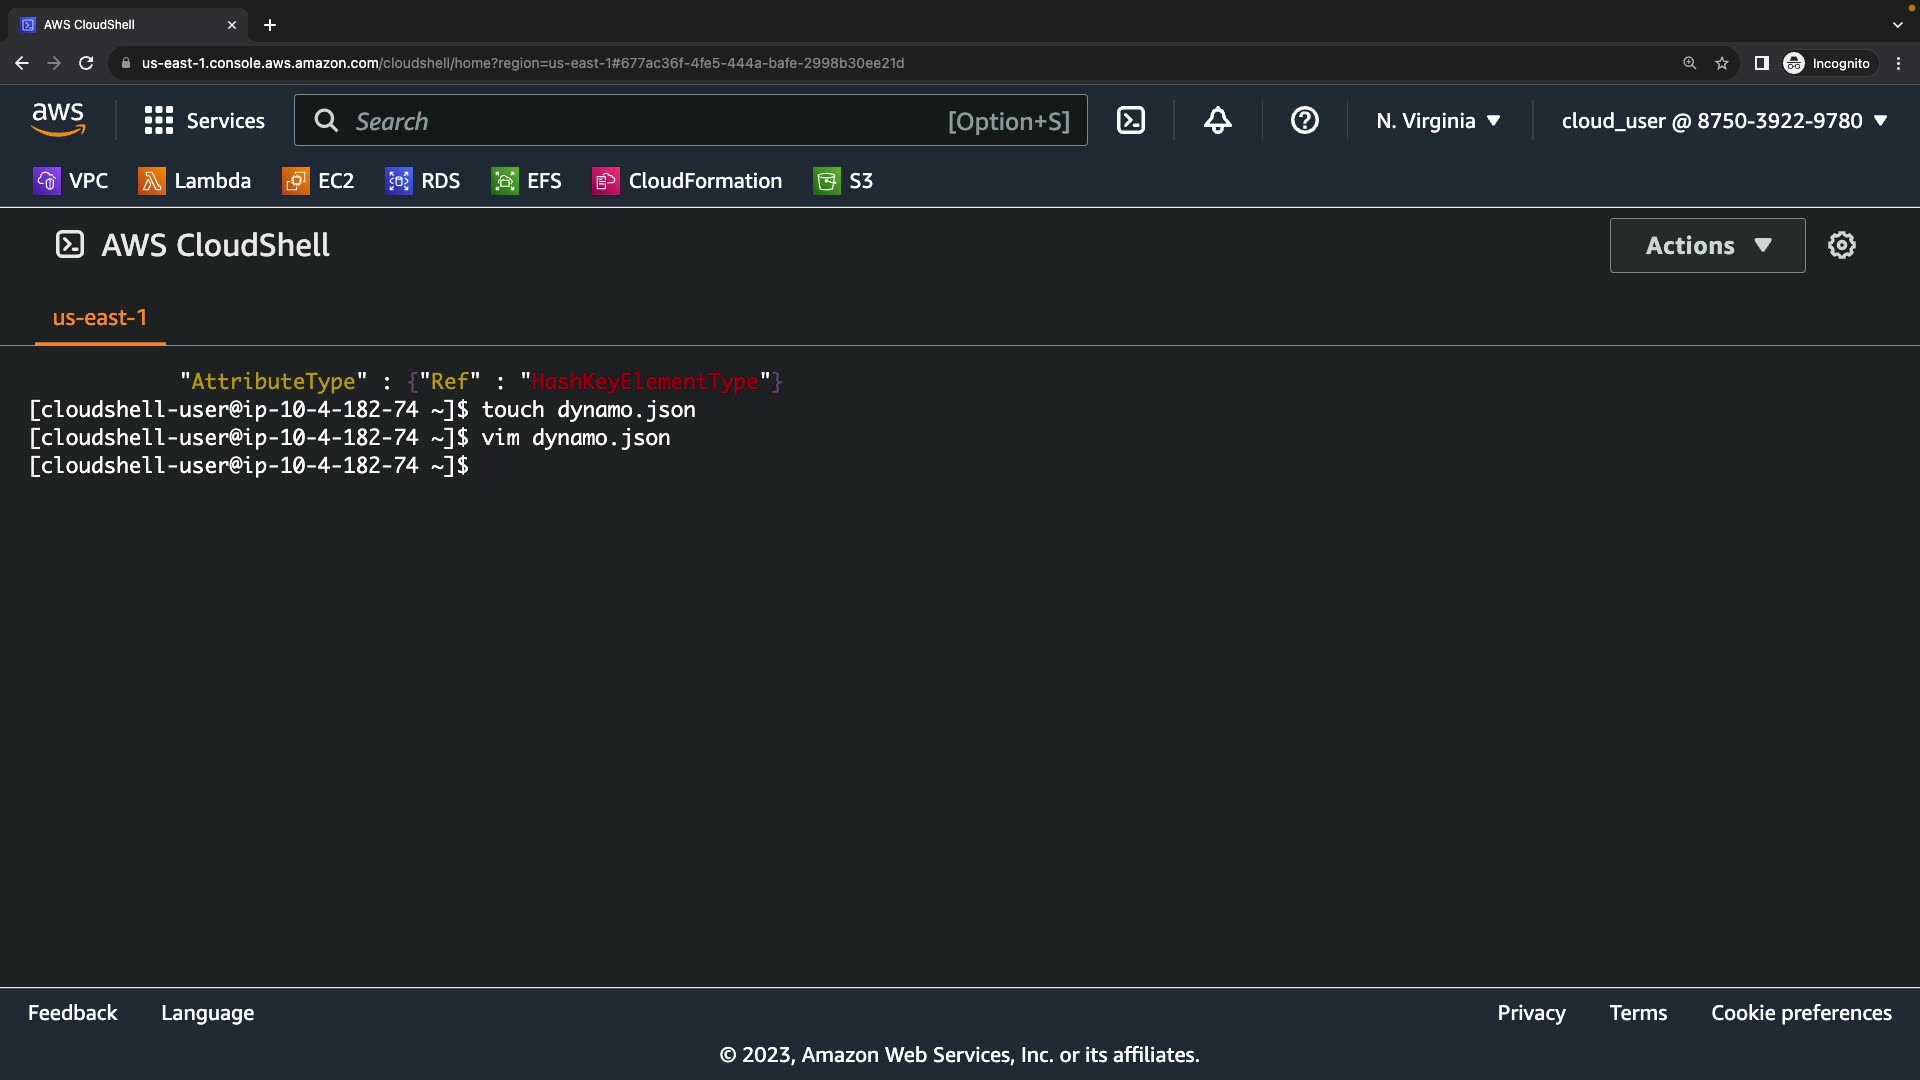 AWS CloudShell
us-east-1.console.aws.amazon.com/cloudshell/home?region=us-east-1#677ac36f-4fe5-444a-bafe-2998b30ee21d
Incognito
aws
Services
Search
[Option+S]
N. Virginia
cloud_user @ 8750-3922-9780
VPC
Lambda
EC2
RDS
EFS
CloudFormation
S3
AWS CloudShell
Actions
us-east-1
"AttributeType" : {"Ref" : "HashKeyElementType"}
[cloudshell-user@ip-10-4-182-74 ~]$ touch dynamo.json
[cloudshell-user@ip-10-4-182-74 ~]$ vim dynamo.json
[cloudshell-user@ip-10-4-182-74 ~]$
Feedback
Language
Privacy
Terms
Cookie preferences
© 2023, Amazon Web Services, Inc. or its affiliates.